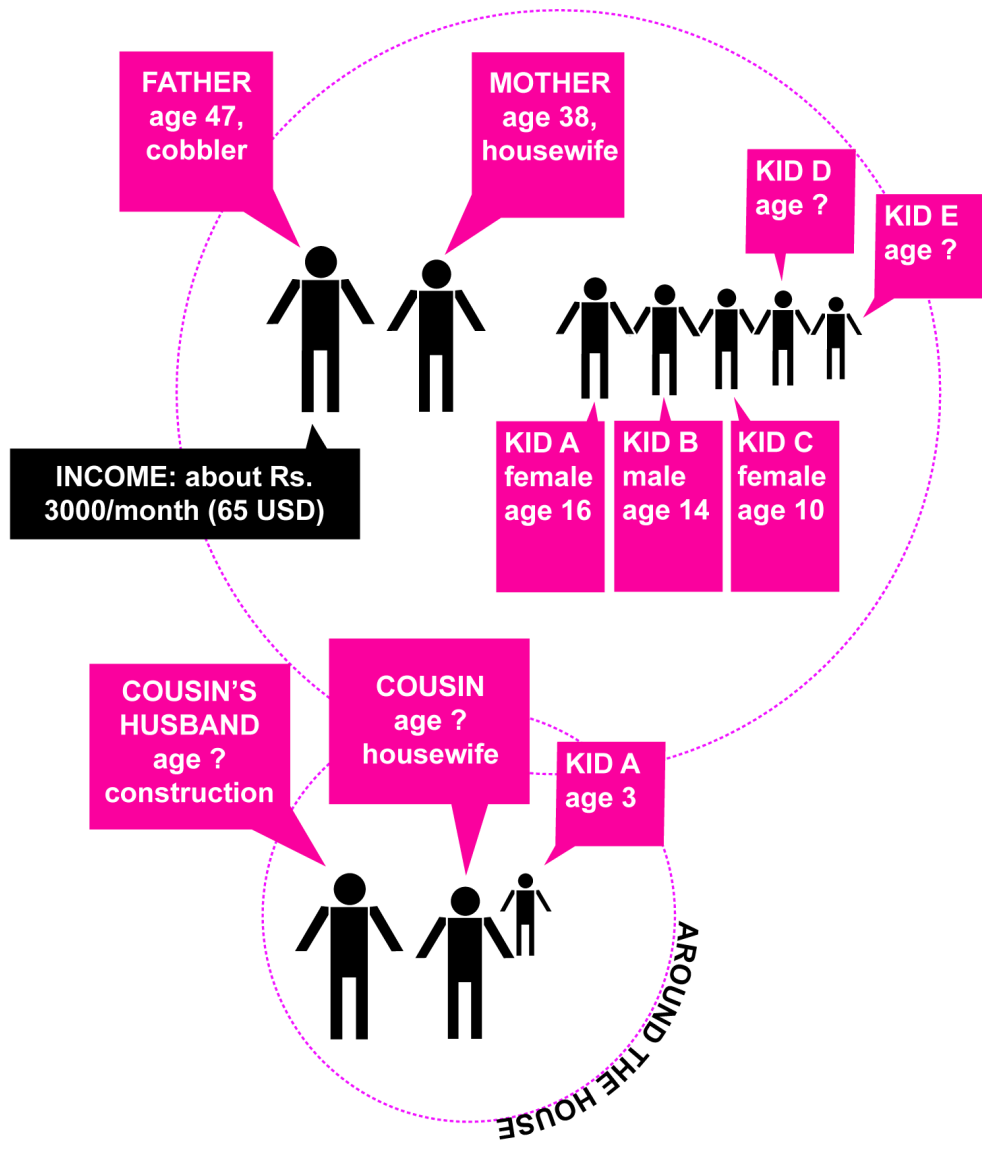 FATHER
age 47,
cobbler
MOTHER
age 38,
housewife
KID D
age ?
KID E
age ?
INCOME: about Rs.
3000/month (65 USD)
KID A
female
age 16
KID B
male
age 14
KID C
female
age 10
COUSIN'S
HUSBAND
age ?
construction
COUSIN
age ?
housewife
KID A
age 3
AROUND THE HOUSE